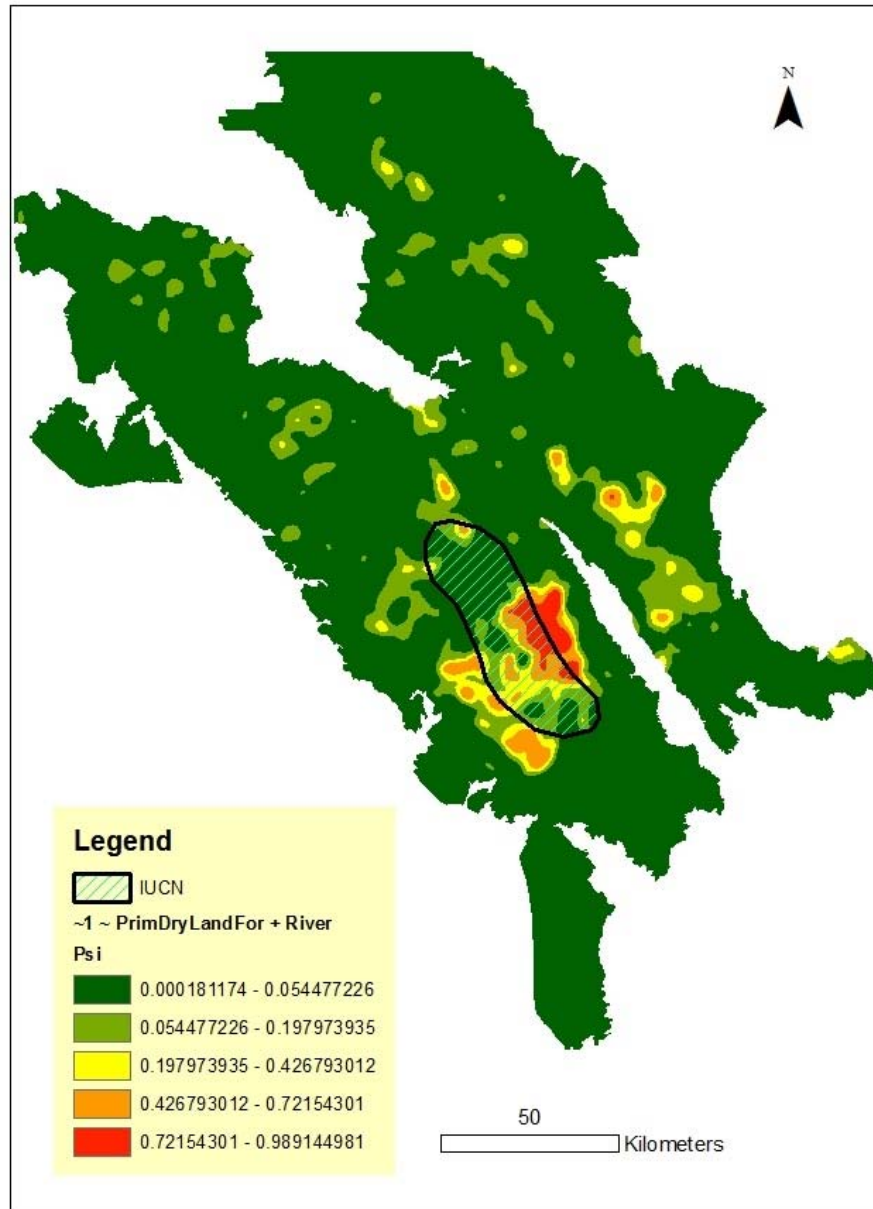 N
Legend
IUCN
~1 ~ PrimDryLandFor + River
Psi
0.000181174 - 0.054477226
0.054477226 - 0.197973935
0.197973935 - 0.426793012
0.426793012 - 0.72154301
0.72154301 - 0.989144981
50
Kilometers